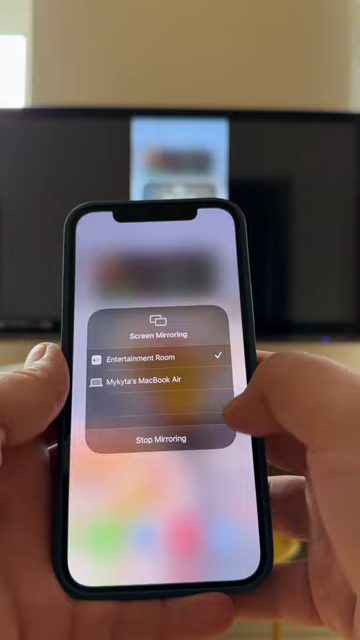 Screen Mirroring
Entertainment Room
Mykyta's MacBook Air
Stop Mirroring